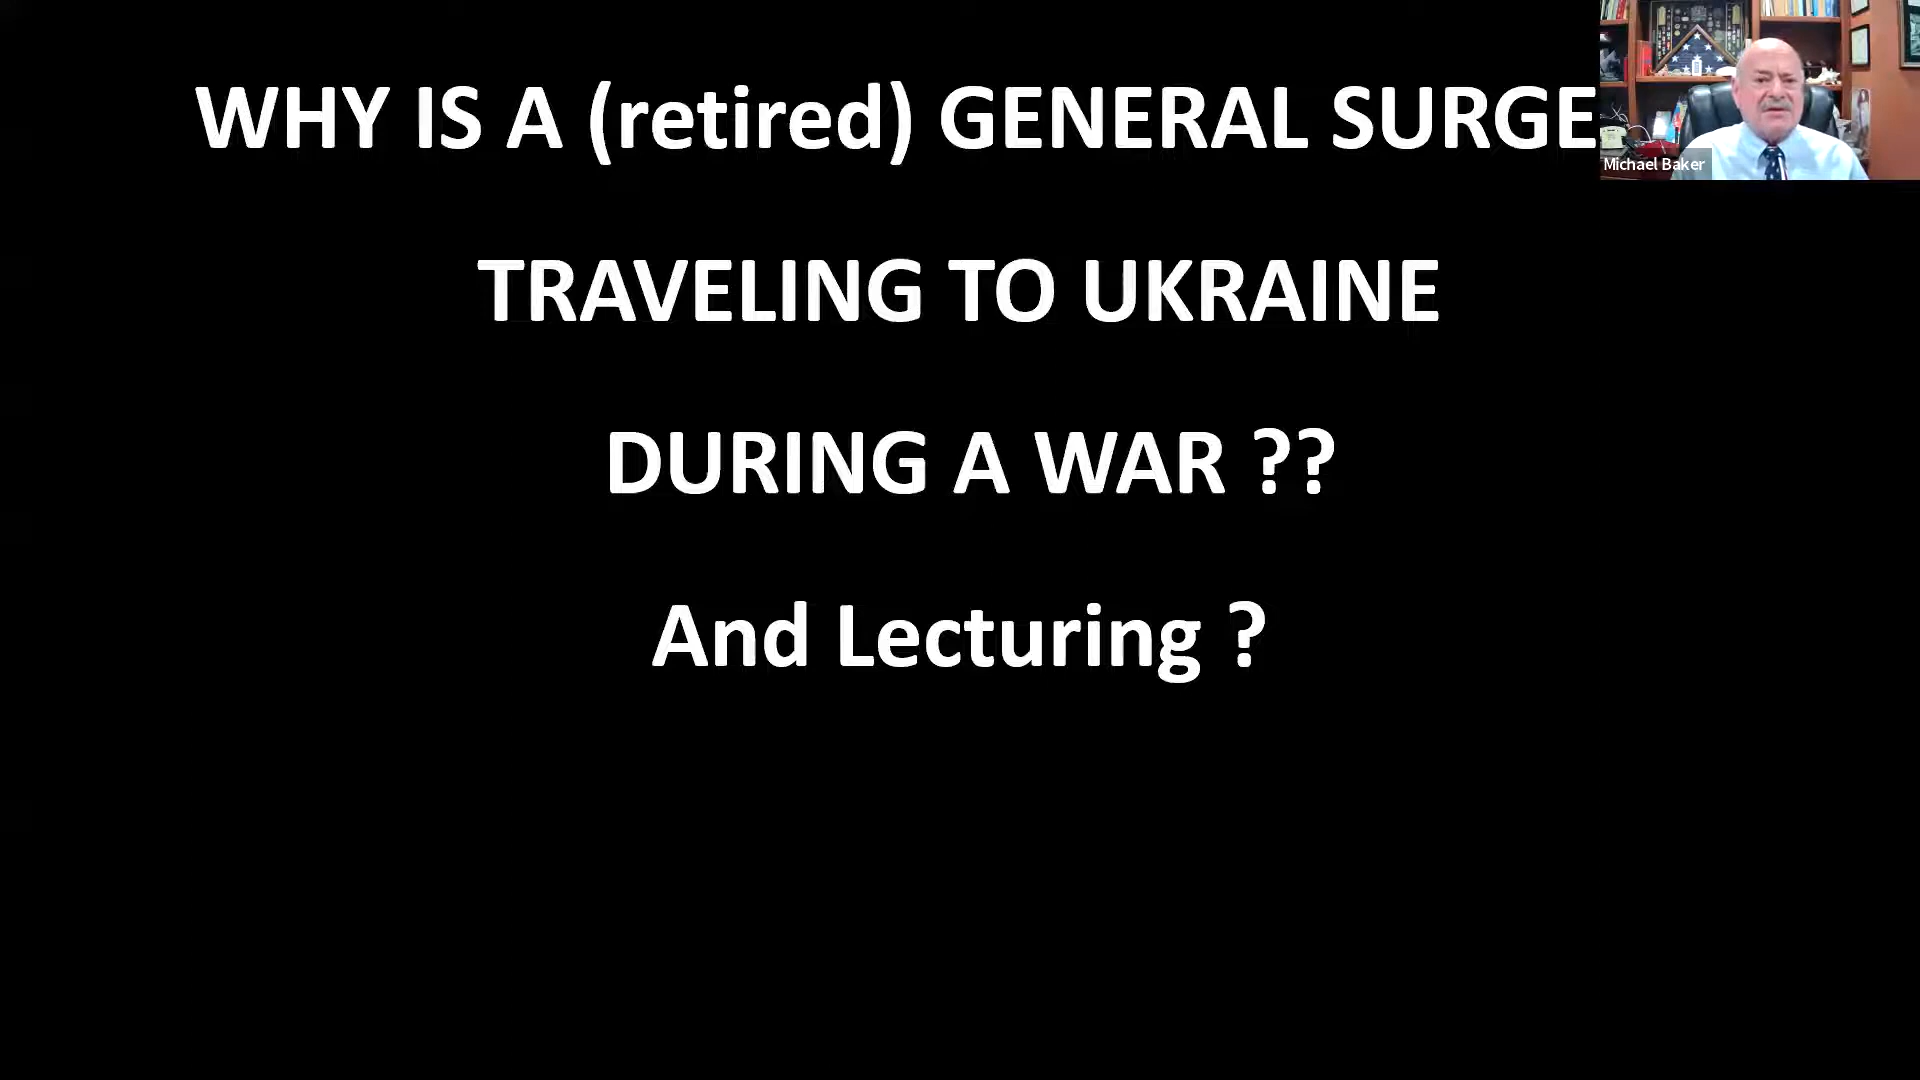 WHY IS A (retired) GENERAL SURGE
TRAVELING TO UKRAINE
DURING A WAR ??
And Lecturing ?
Michael Baker